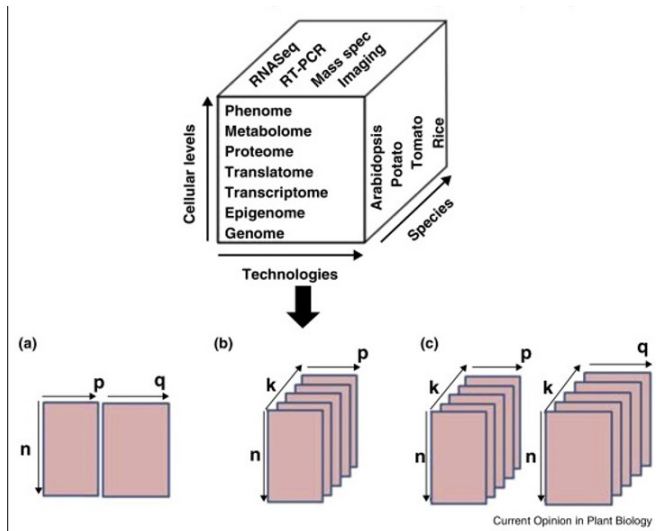 RNASeq
RT-PCR
Mass spec
Imaging
Phenome
Metabolome
Proteome
Translatome
Transcriptome
Epigenome
Genome
Cellular levels
Arabidopsis
Potato
Tomato
Rice
Species
Technologies
(a)
p
q
n
(b)
p
k
n
(c)
p
k
n
q
k
n
Current Opinion in Plant Biology